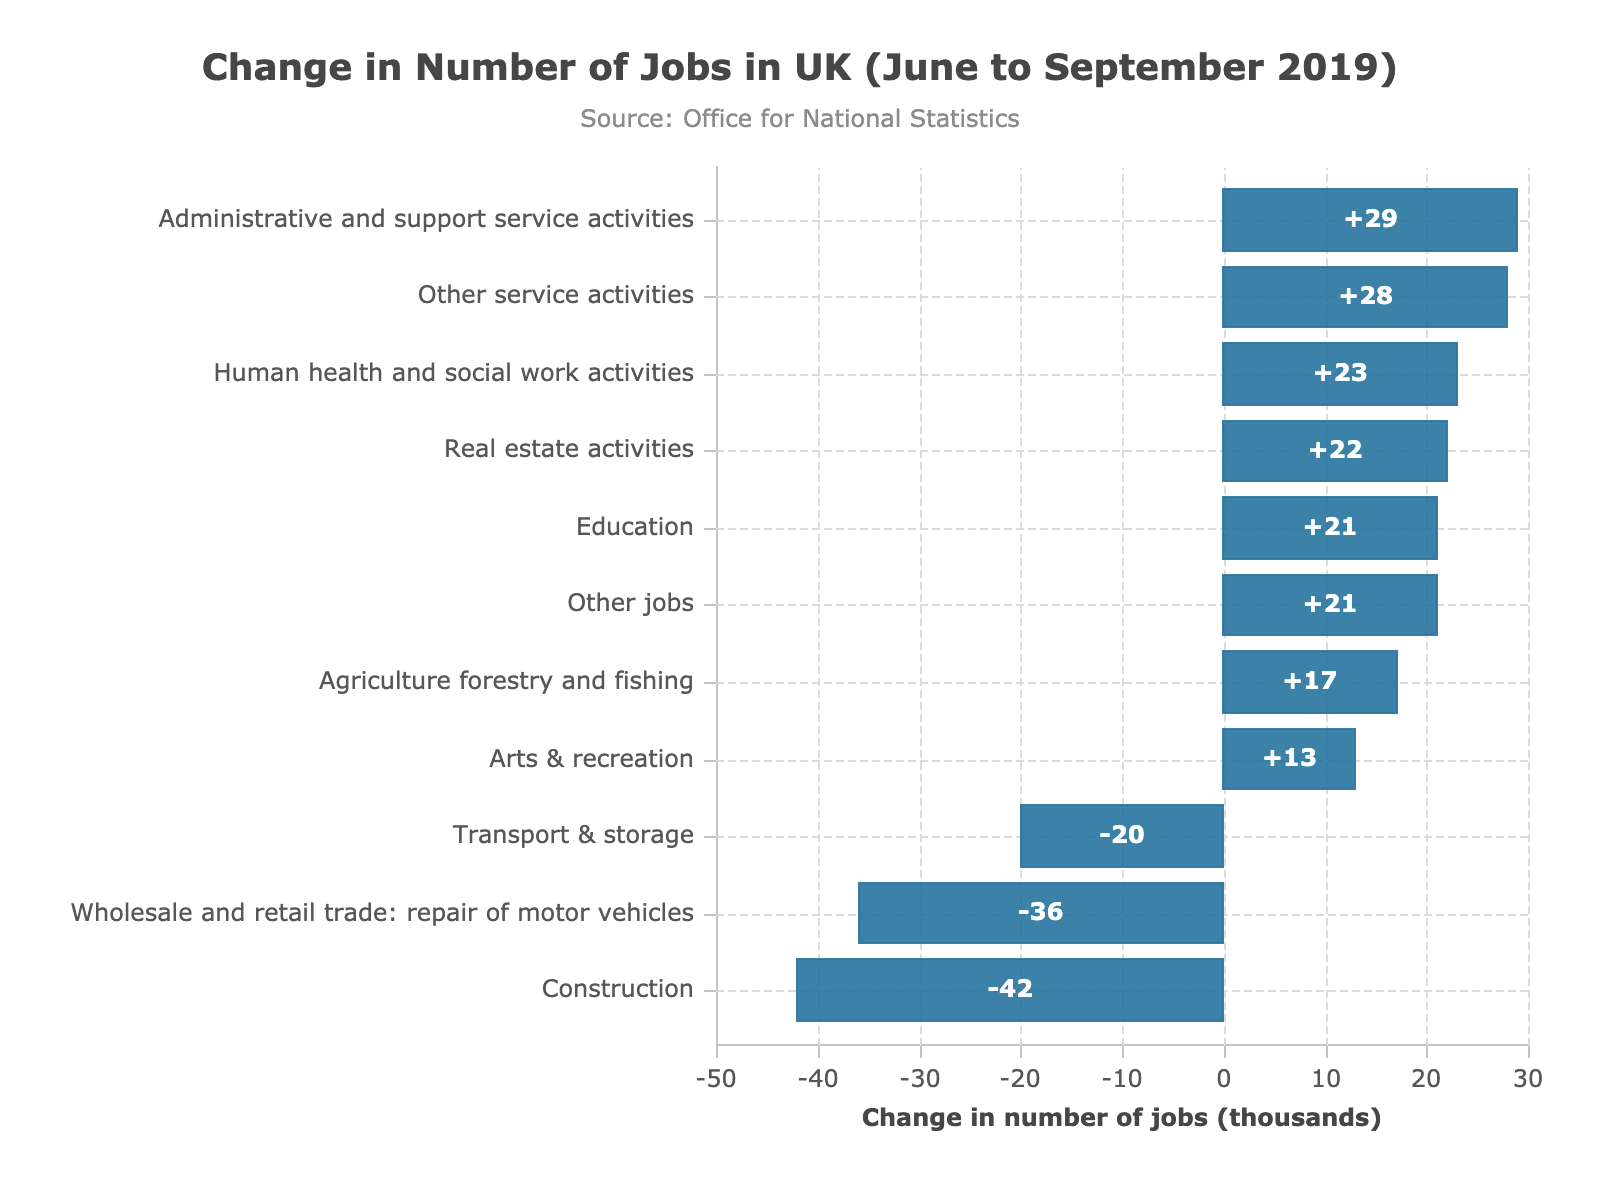 Change in Number of Jobs in UK (June to September 2019)
Source: Office for National Statistics
Administrative and support service activities +29
Other service activities +28
Human health and social work activities +23
Real estate activities +22
Education +21
Other jobs +21
Agriculture forestry and fishing +17
Arts & recreation +13
Transport & storage -20
Wholesale and retail trade: repair of motor vehicles -36
Construction -42
-50 -40 -30 -20 -10 0 10 20 30
Change in number of jobs (thousands)